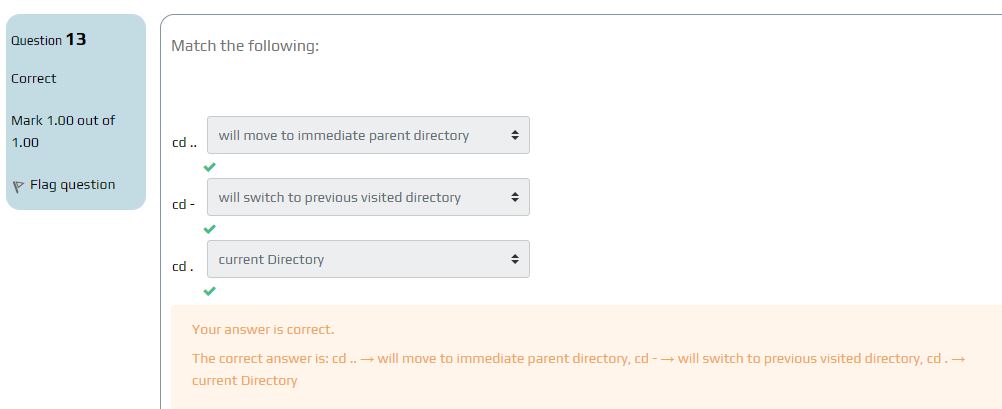 Question 13
Correct
Mark 1.00 out of
1.00
Flag question
Match the following:
cd .. will move to immediate parent directory
cd - will switch to previous visited directory
cd . current Directory
Your answer is correct.
The correct answer is: cd .. → will move to immediate parent directory, cd - → will switch to previous visited directory, cd . →
current Directory